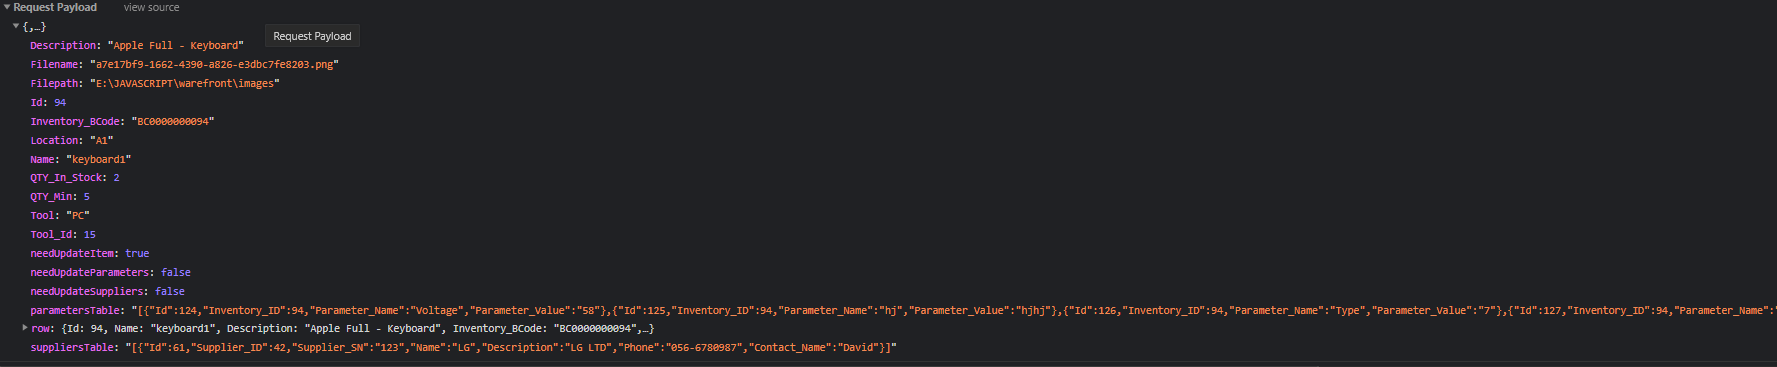 Request Payload view source
{,…}
Request Payload
Description: "Apple Full - Keyboard"
Filename: "a7e17bf9-1662-4390-a826-e3dbc7fe8203.png"
Filepath: "E:\JAVASCRIPT\warefront\images"
Id: 94
Inventory_BCode: "BC0000000094"
Location: "A1"
Name: "keyboard1"
QTY_In_Stock: 2
QTY_Min: 5
Tool: "PC"
Tool_Id: 15
needUpdateItem: true
needUpdateParameters: false
needUpdateSuppliers: false
parametersTable: "[{"Id":124,"Inventory_ID":94,"Parameter_Name":"Voltage","Parameter_Value":"58"},{"Id":125,"Inventory_ID":94,"Parameter_Name":"hj","Parameter_Value":"hjhj"},{"Id":126,"Inventory_ID":94,"Parameter_Name":"Type","Parameter_Value":"7"},{"Id":127,"Inventory_ID":94,"Parameter_Name":"
row: {Id: 94, Name: "keyboard1", Description: "Apple Full - Keyboard", Inventory_BCode: "BC0000000094",…}
suppliersTable: "[{"Id":61,"Supplier_ID":42,"Supplier_SN":"123","Name":"LG","Description":"LG LTD","Phone":"056-6780987","Contact_Name":"David"}]"